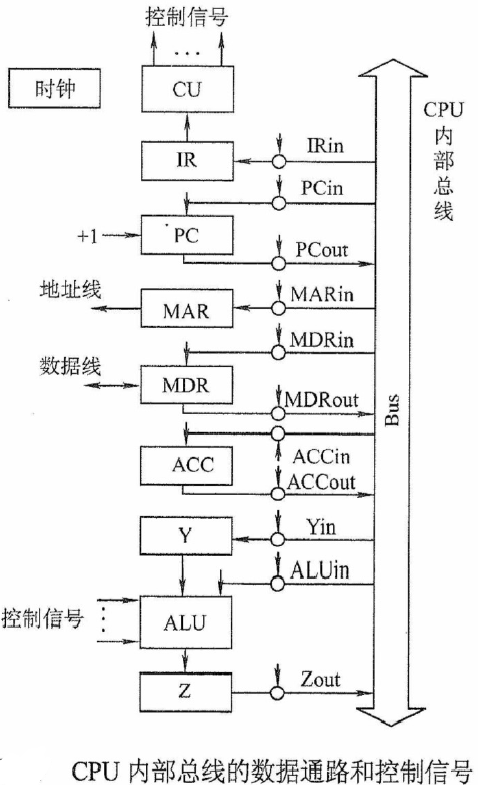 控制信号
…
时钟
CU
CPU
内
部
总
线
IR
IRin
PCin
+1
PC
PCout
地址线
MAR
MARin
MDRin
数据线
MDR
MDRout
Bus
ACC
ACCin
ACCout
Y
Yin
ALUin
控制信号
ALU
Z
Zout
CPU 内部总线的数据通路和控制信号